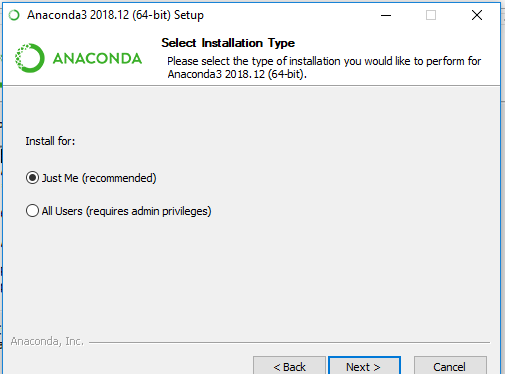 Anaconda3 2018.12 (64-bit) Setup
Select Installation Type
Please select the type of installation you would like to perform for
Anaconda3 2018.12 (64-bit).
ANACONDA
Install for:
Just Me (recommended)
All Users (requires admin privileges)
Anaconda, Inc.
< Back
Next >
Cancel